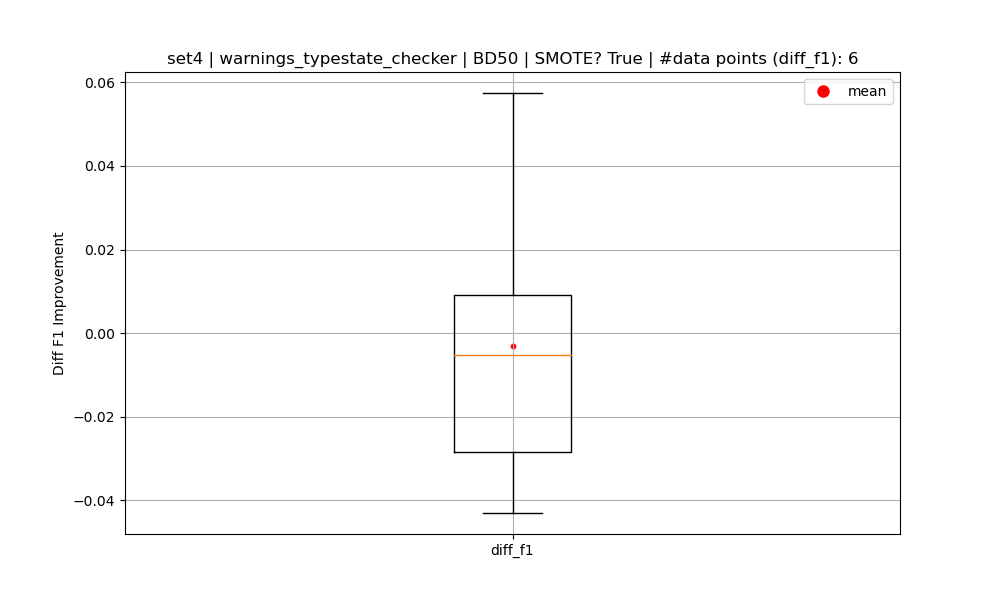 set4 | warnings_typestate_checker | BD50 | SMOTE? True | #data points (diff_f1): 6
mean
0.06
0.04
0.02
0.00
−0.02
−0.04
Diff F1 Improvement
diff_f1